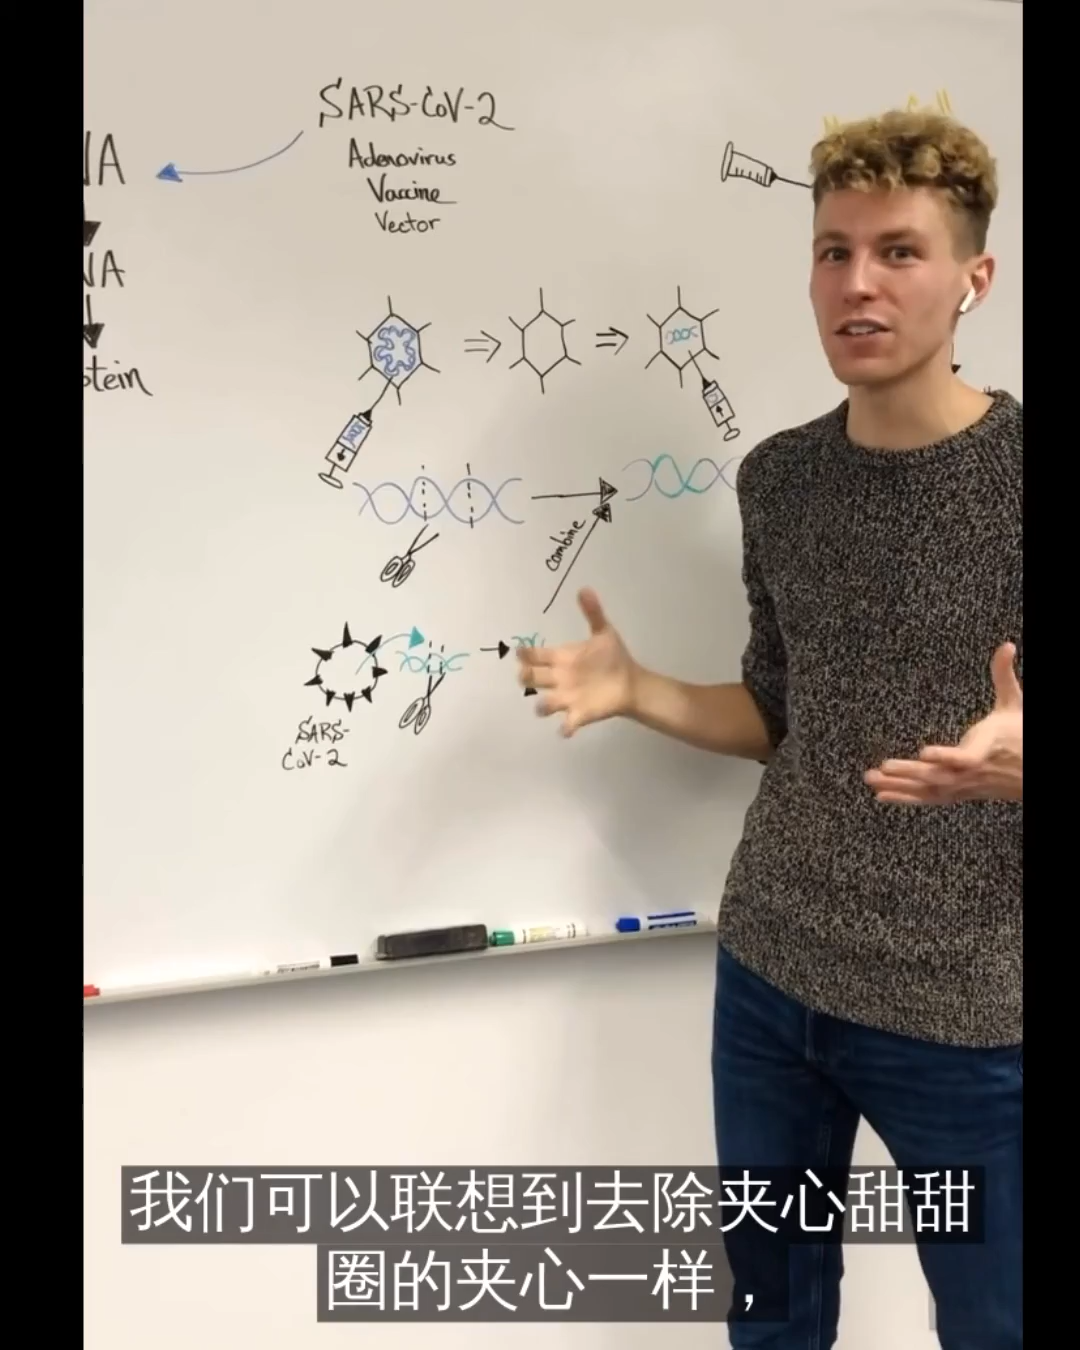 SARS-CoV-2
Adenovirus
Vaccine
Vector
combine
SARS-
CoV-2
我们可以联想到去除夹心甜甜
圈的夹心一样，